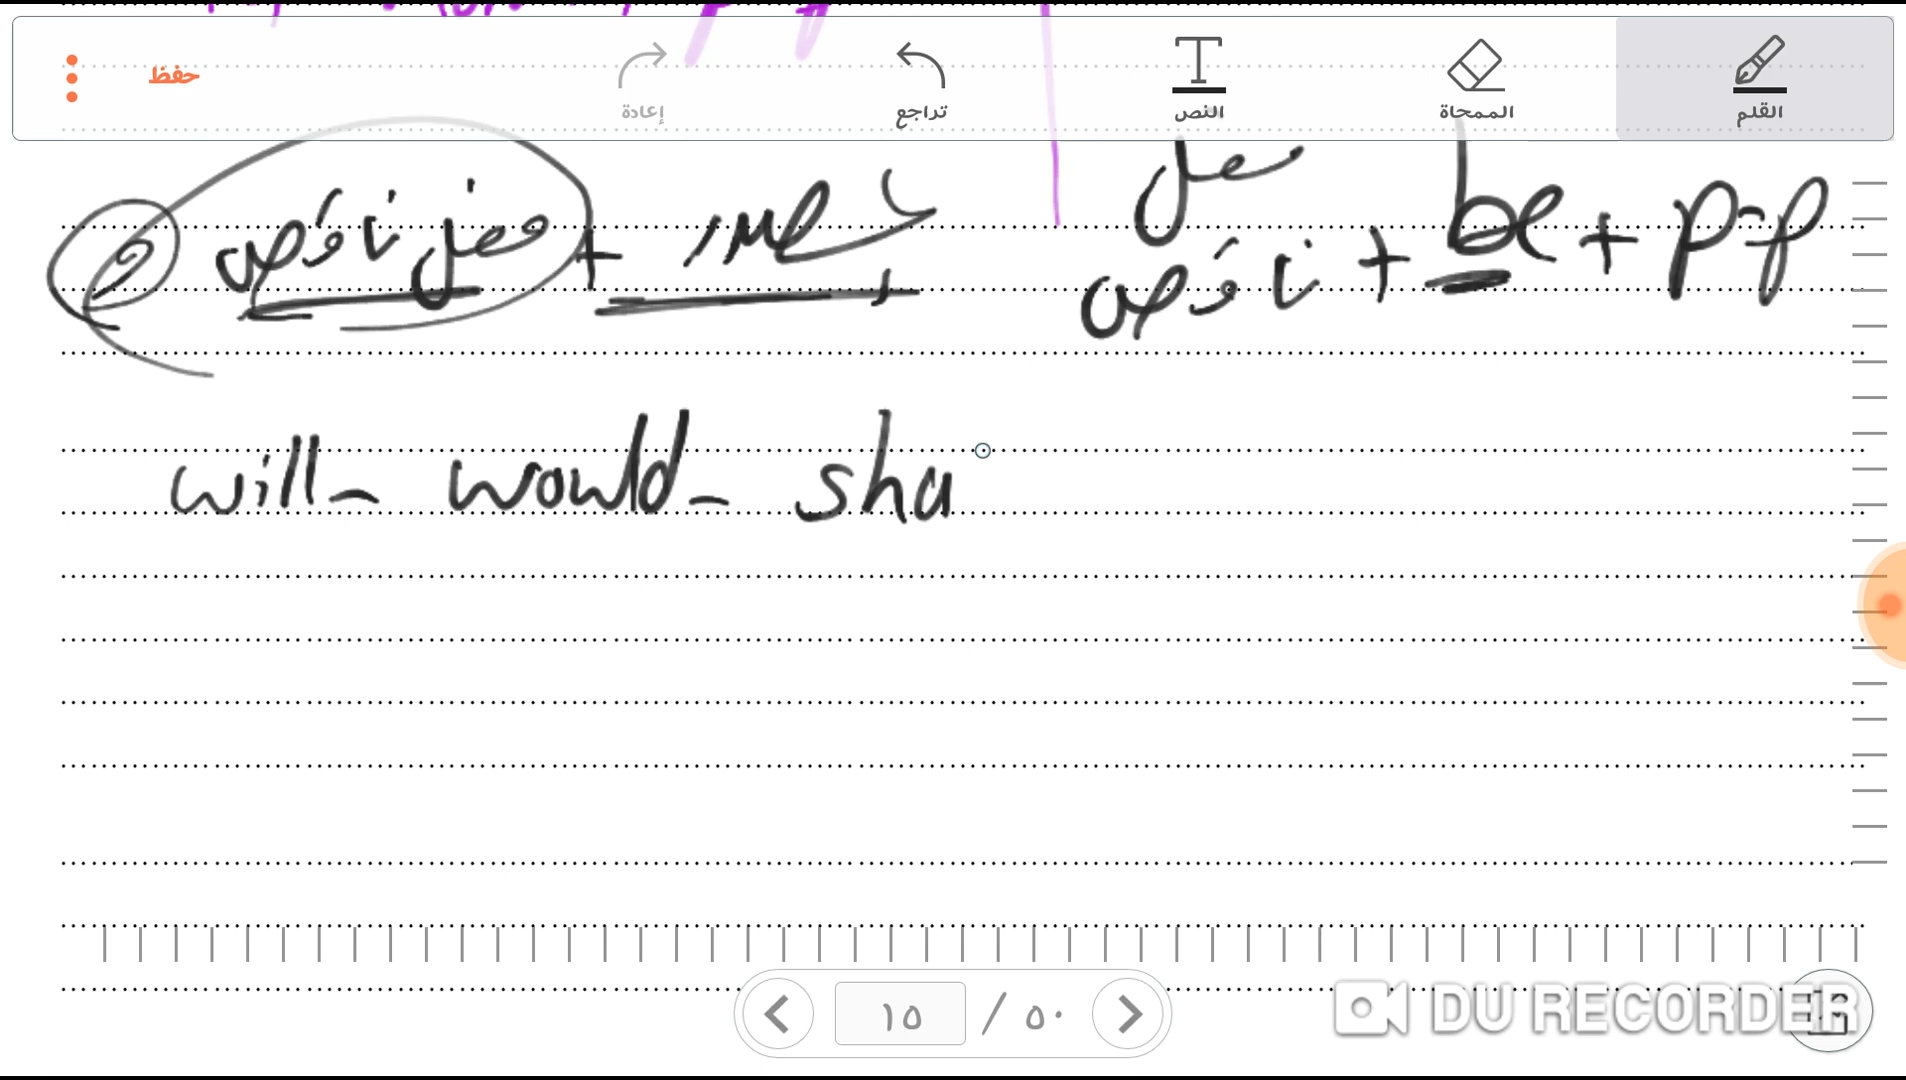 حفظ إعادة تراجع النص الممحاة القلم
فعل ناقص + مصدر فعل ناقص + be + p.p
will - would - sha
١٥ / ٥٠
DU RECORDER